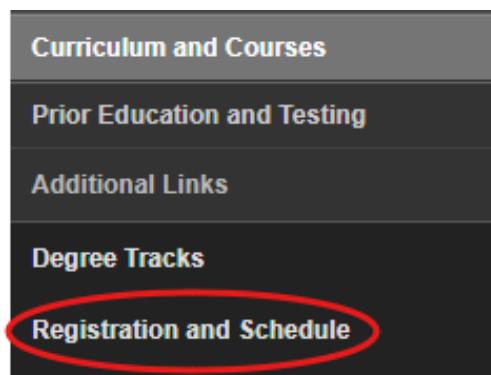 Curriculum and Courses
Prior Education and Testing
Additional Links
Degree Tracks
Registration and Schedule